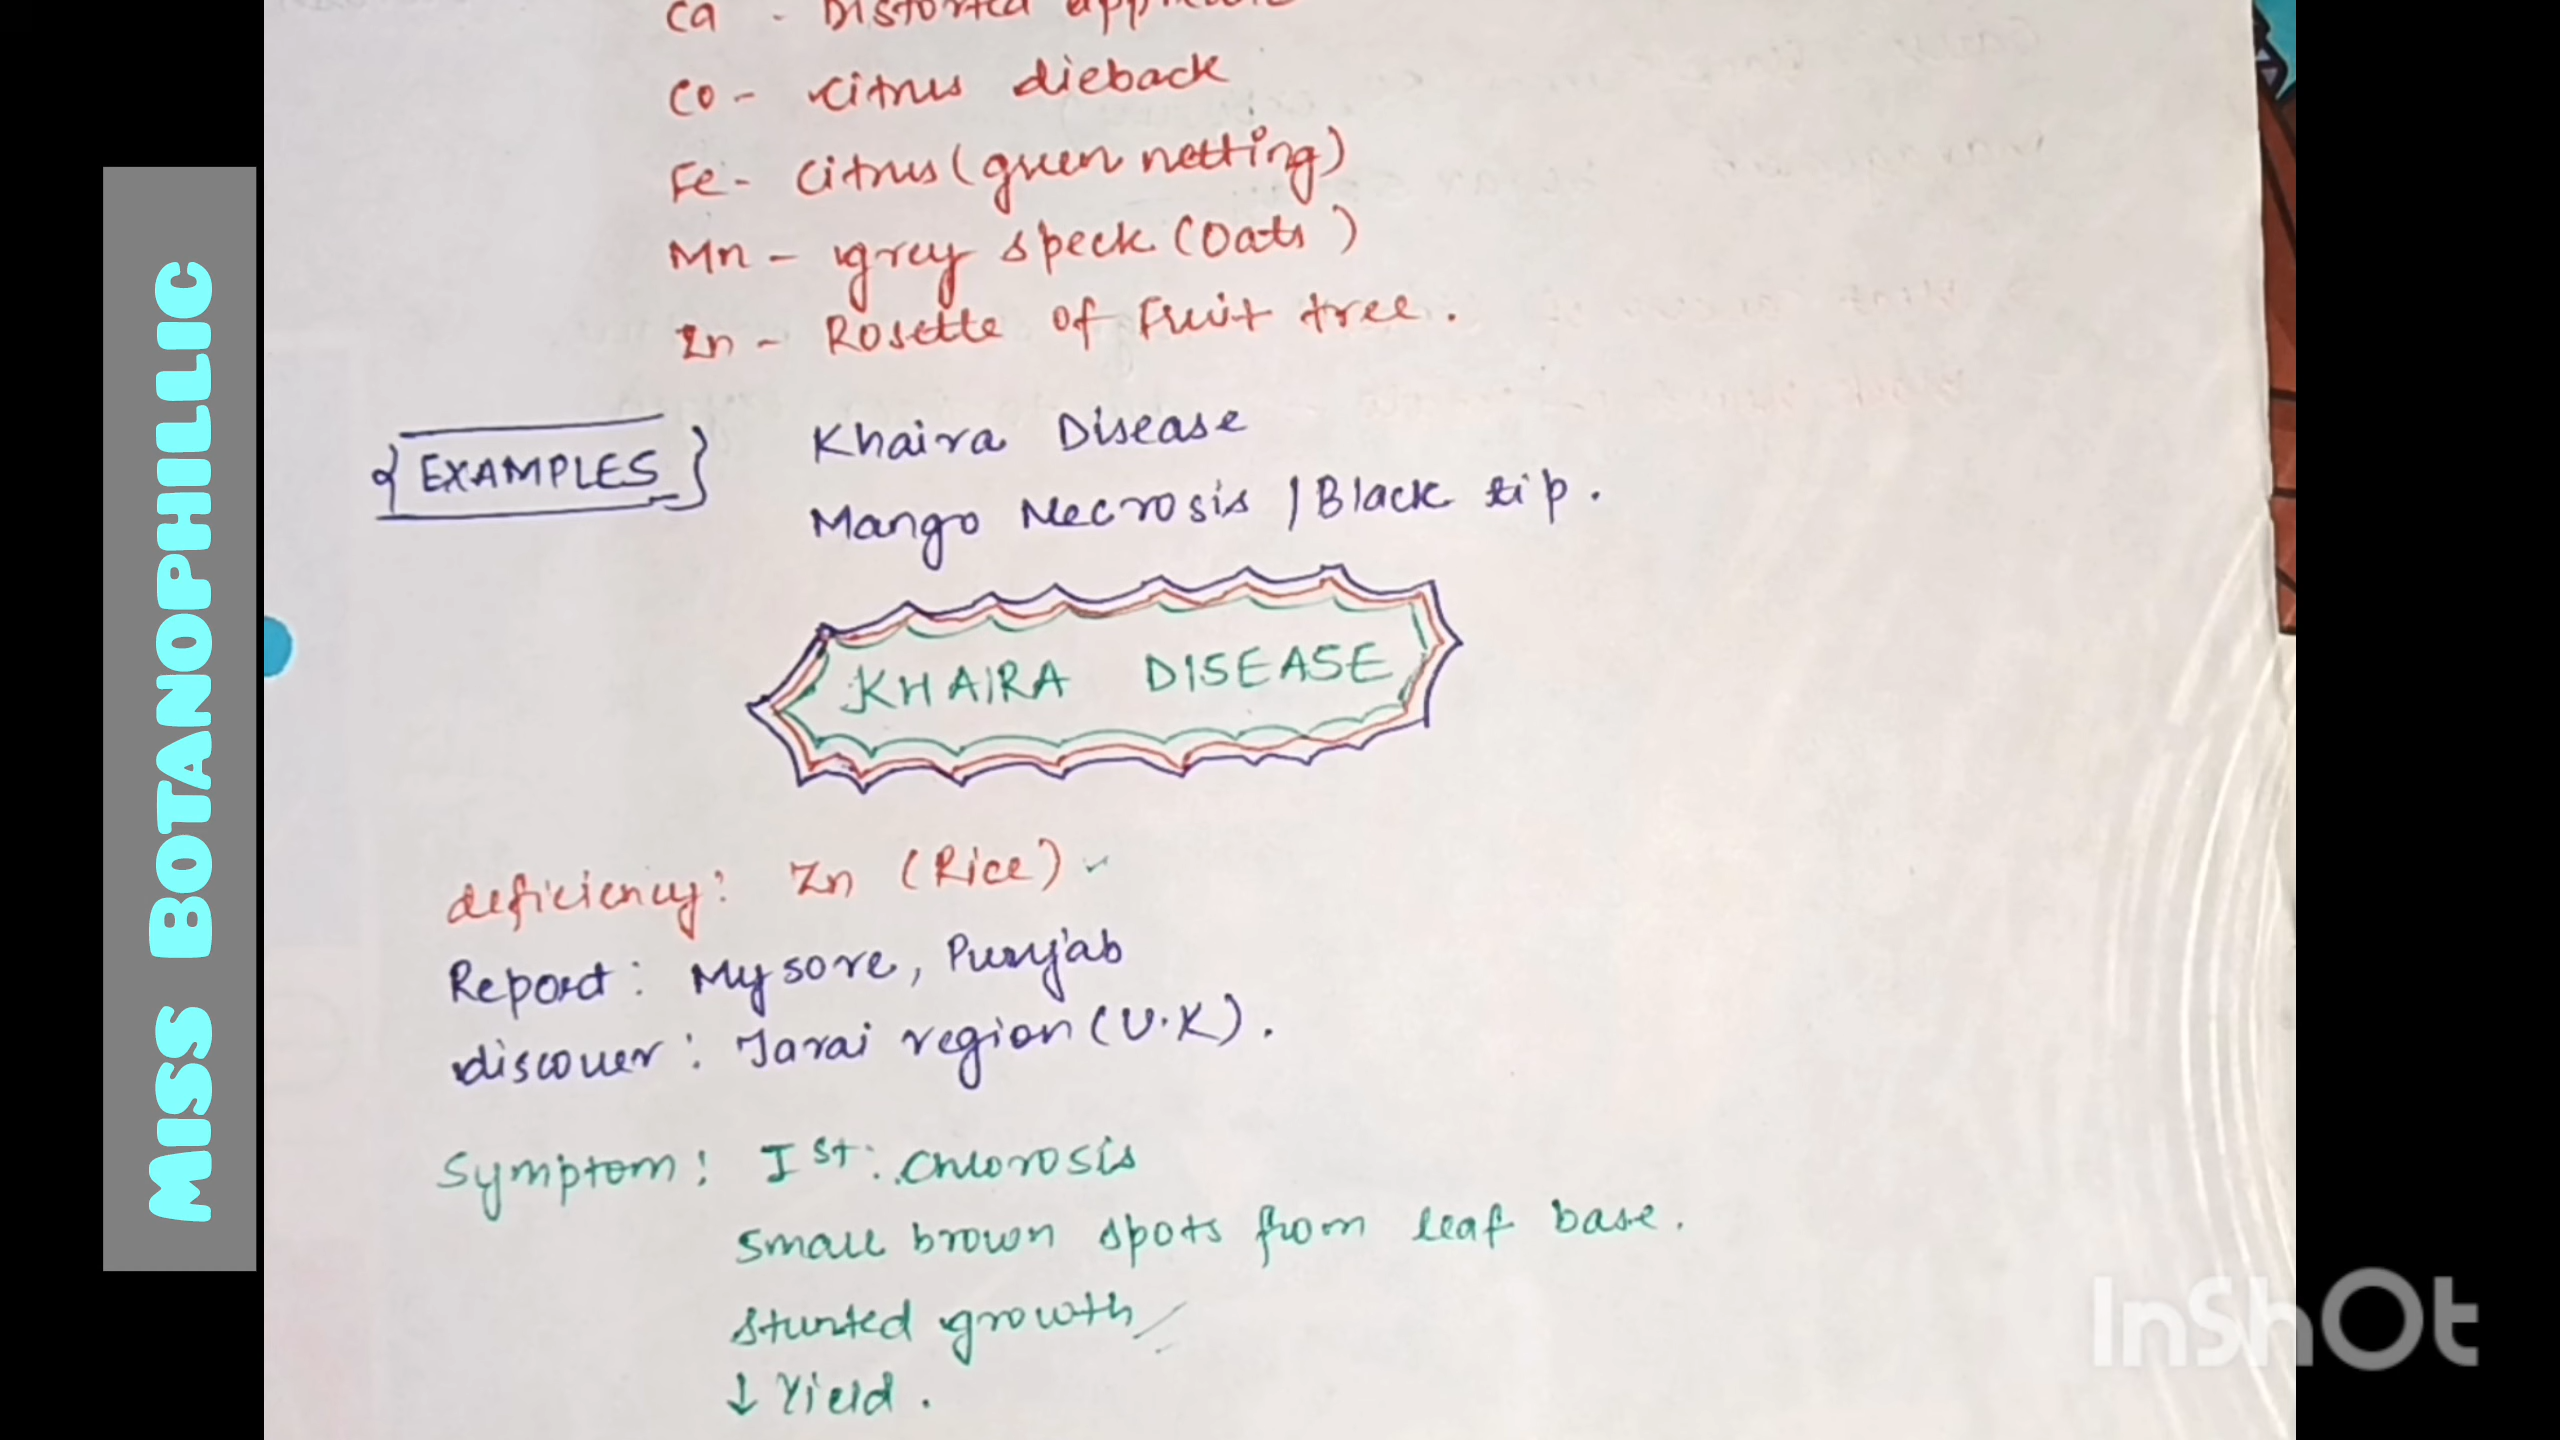 Ca - Distorted
Co - citrus dieback
Fe - Citrus (green netting)
Mn - grey speck (Oats)
Zn - Rosette of Fruit tree.
{EXAMPLES}
Khaira Disease
Mango Necrosis / Black tip.
KHAIRA DISEASE
deficiency: Zn (Rice)
Report: Mysore, Punjab
discover: Tarai region (U.K).
Symptom: Ist: Chlorosis
Small brown spots from leaf base.
Stunted growth
↓ Yield.
MISS BOTANOPHILLIC
InShOt